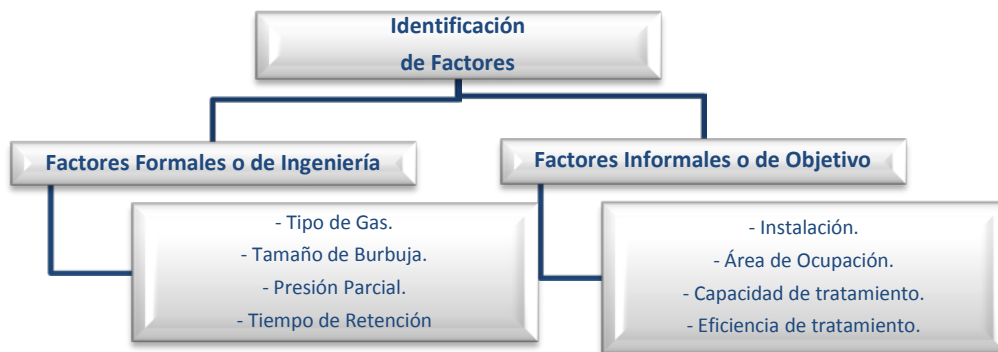 Identificación
de Factores
Factores Formales o de Ingeniería
- Tipo de Gas.
- Tamaño de Burbuja.
- Presión Parcial.
- Tiempo de Retención
Factores Informales o de Objetivo
- Instalación.
- Área de Ocupación.
- Capacidad de tratamiento.
- Eficiencia de tratamiento.